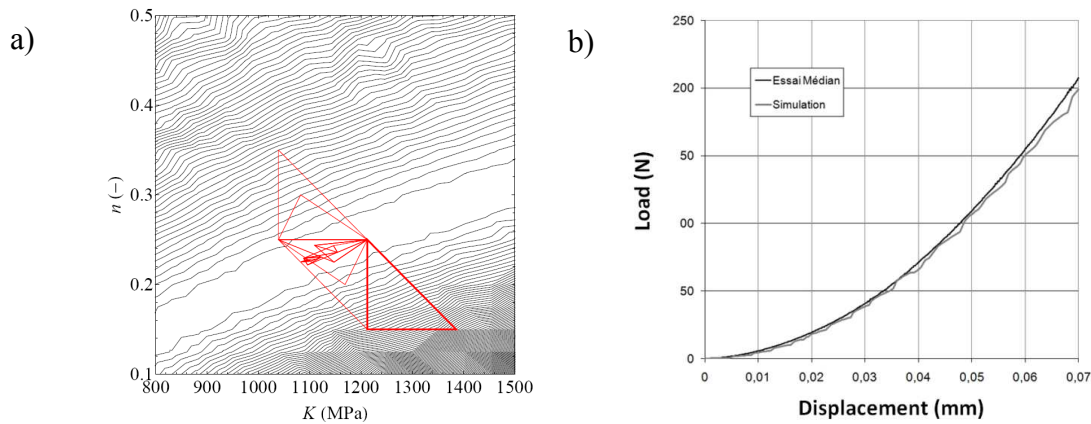 a)
0.5
0.4
0.3
0.2
0.1
n (−)
800 900 1000 1100 1200 1300 1400 1500
K (MPa)
b)
250
200
50
00
50
0
Load (N)
Essai Médian
Simulation
0 0,01 0,02 0,03 0,04 0,05 0,06 0,07
Displacement (mm)